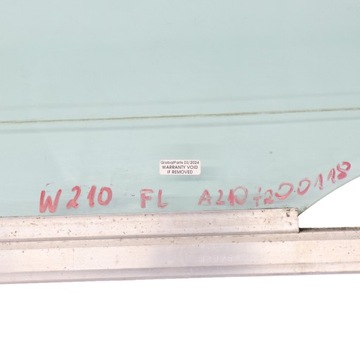 GlobalParts 03/2024
WARRANTY VOID
IF REMOVED
W210 FL A2107200118